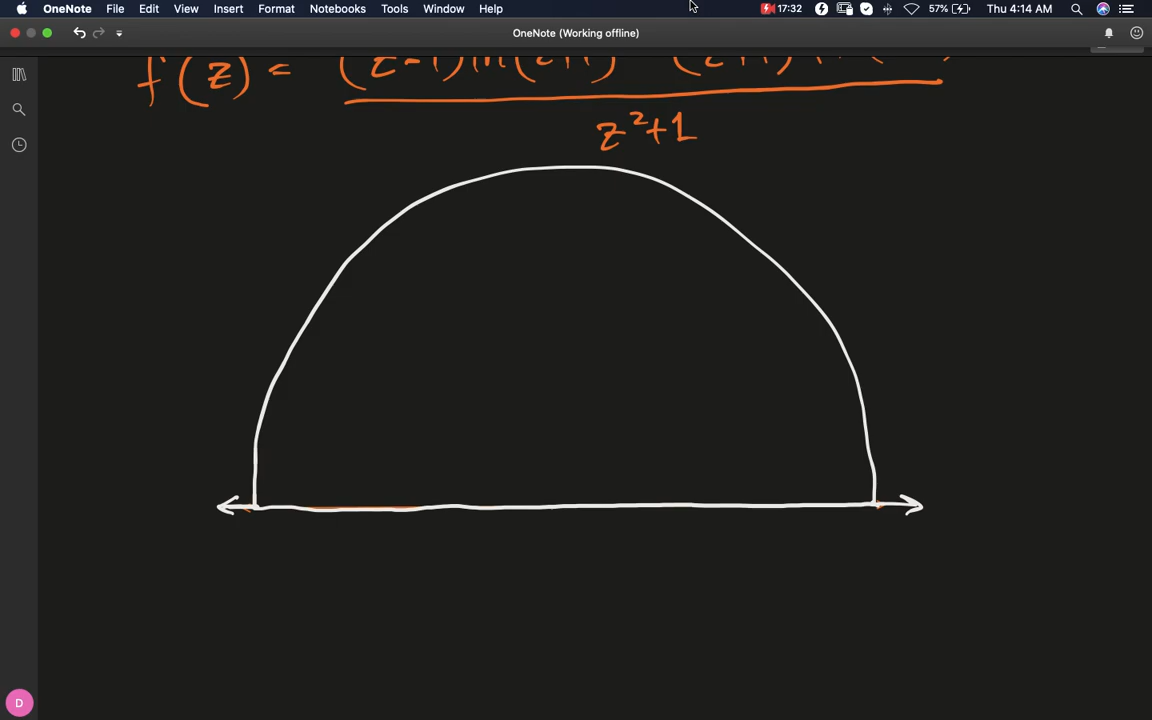 OneNote File Edit View Insert Format Notebooks Tools Window Help 17:32 57% Thu 4:14 AM
OneNote (Working offline)
f(z) =
z²+1
D